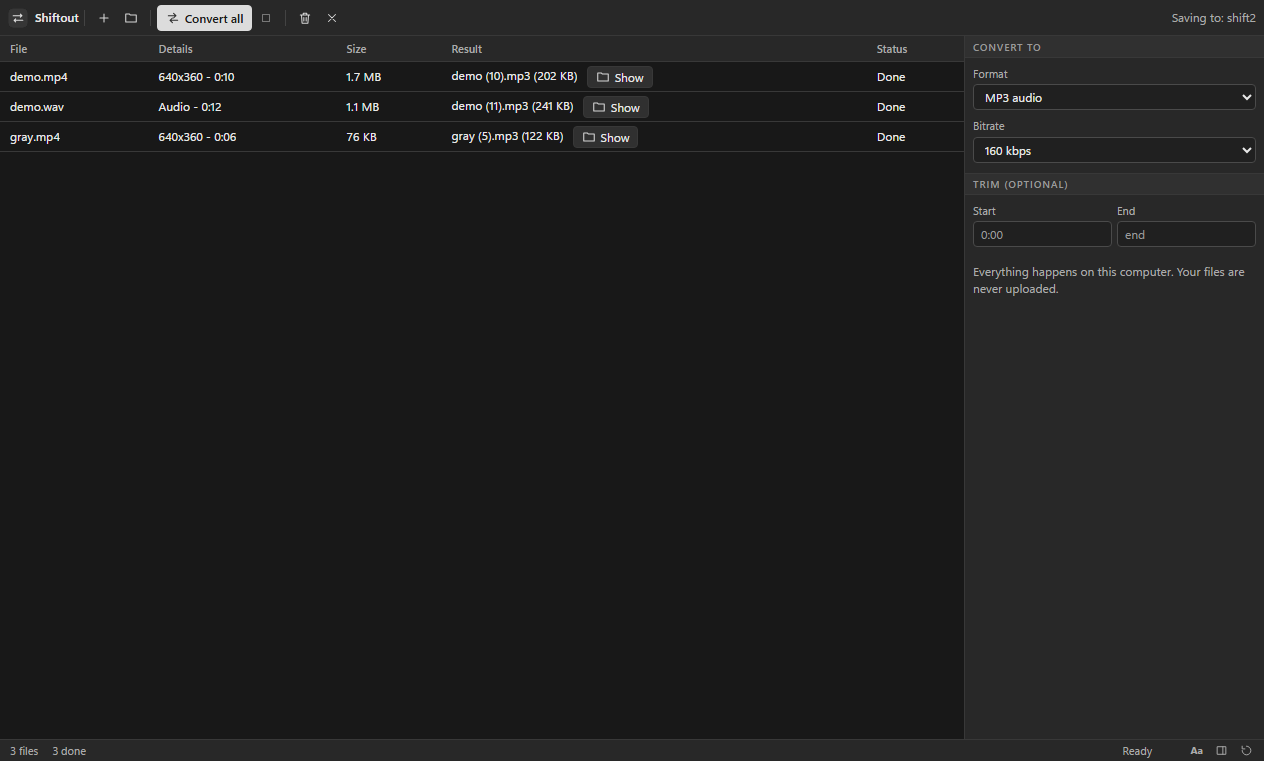 Shiftout Convert all Saving to: shift2
File Details Size Result Status
demo.mp4 640x360 - 0:10 1.7 MB demo (10).mp3 (202 KB) Show Done
demo.wav Audio - 0:12 1.1 MB demo (11).mp3 (241 KB) Show Done
gray.mp4 640x360 - 0:06 76 KB gray (5).mp3 (122 KB) Show Done
CONVERT TO
Format
MP3 audio
Bitrate
160 kbps
TRIM (OPTIONAL)
Start End
0:00 end
Everything happens on this computer. Your files are
never uploaded.
3 files 3 done Ready Aa